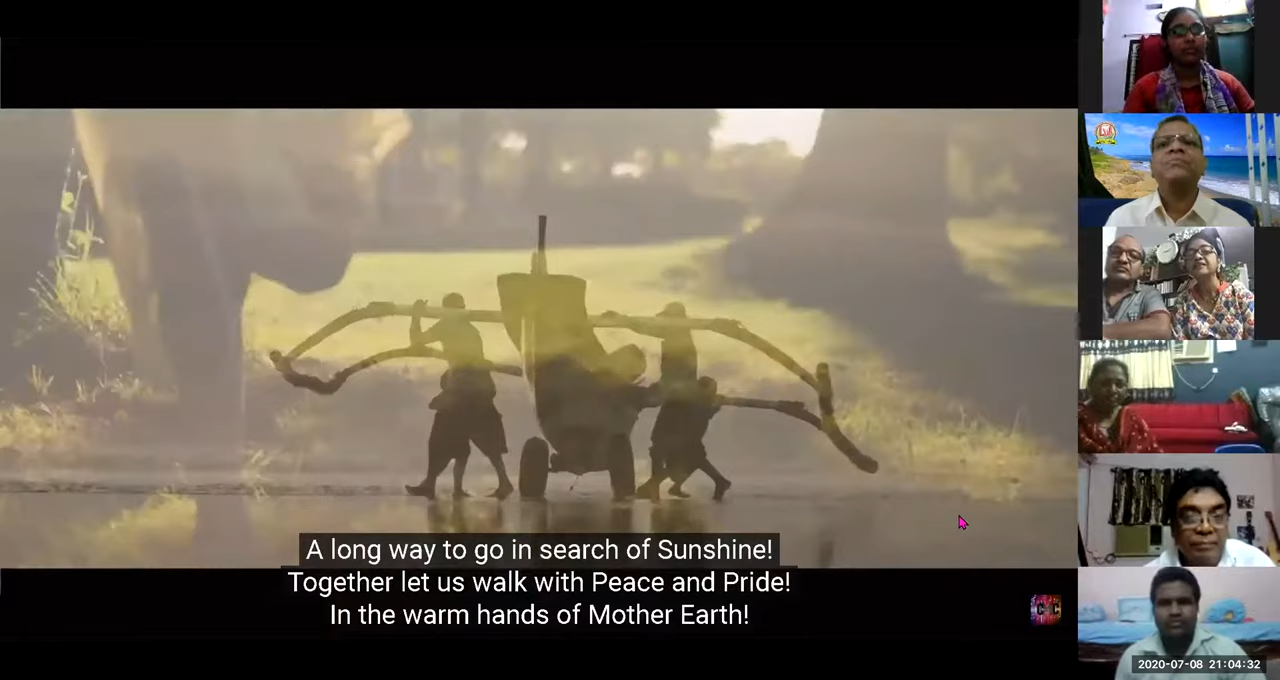 A long way to go in search of Sunshine!
Together let us walk with Peace and Pride!
In the warm hands of Mother Earth!
2020-07-08 21:04:32